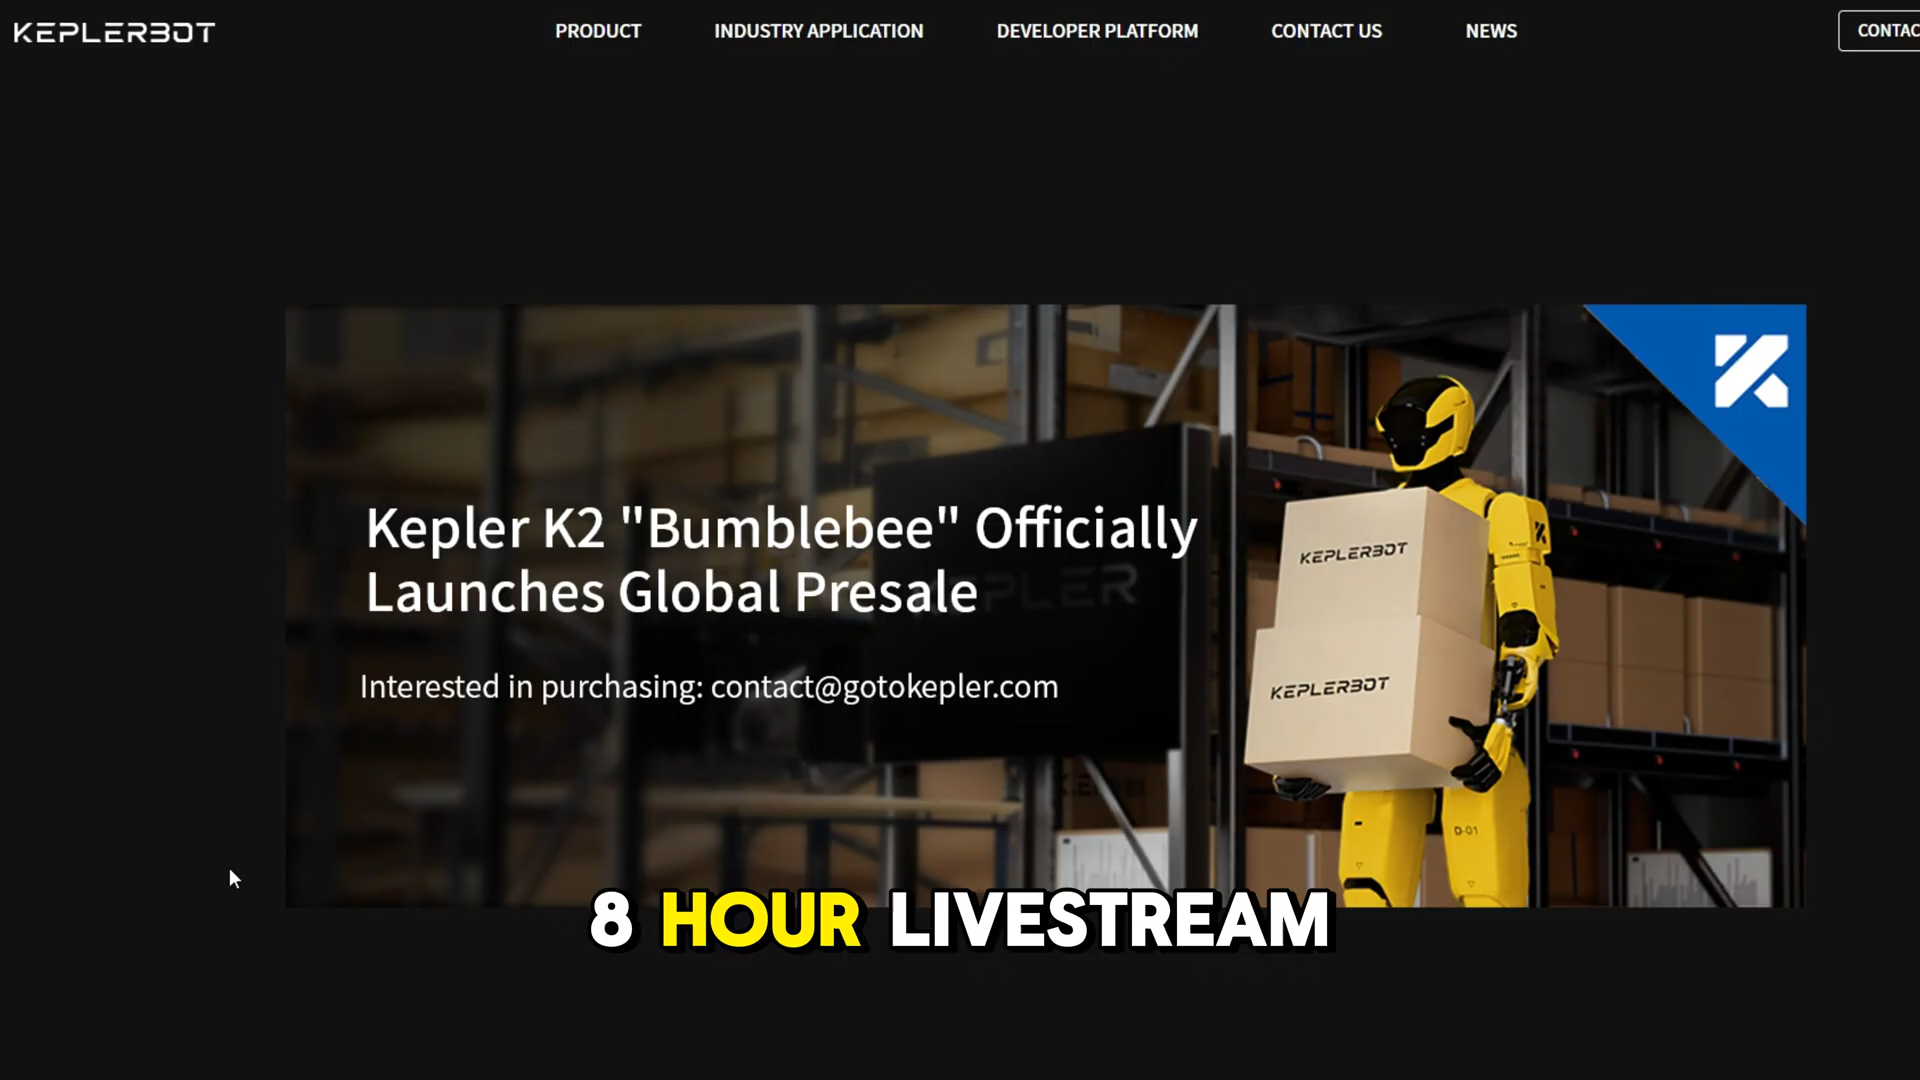 KEPLERBOT
PRODUCT
INDUSTRY APPLICATION
DEVELOPER PLATFORM
CONTACT US
NEWS
CONTAC
Kepler K2 "Bumblebee" Officially
Launches Global Presale
Interested in purchasing: contact@gotokepler.com
KEPLERBOT
KEPLERBOT
D-01
8 HOUR LIVESTREAM